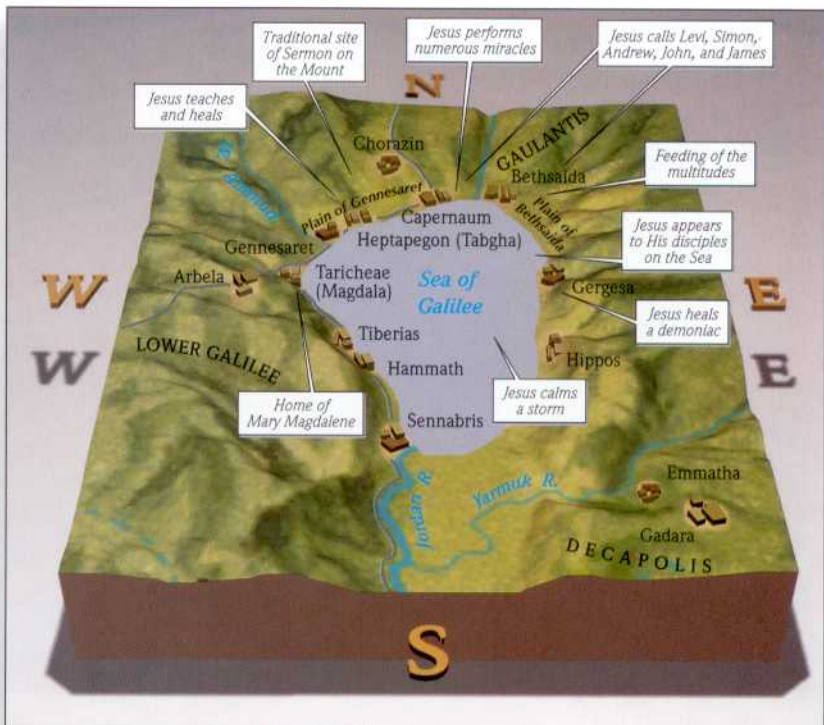 Traditional site
of Sermon on
the Mount
Jesus performs
numerous miracles
Jesus calls Levi, Simon,
Andrew, John, and James
Jesus teaches
and heals
N
Chorazin
GAULANTIS
Bethsaida
Feeding of the
multitudes
Plain of Gennesaret
Plain of
Bethsaida
Capernaum
Heptapegon (Tabgha)
Jesus appears
to His disciples
on the Sea
Gennesaret
Arbela
Taricheae
(Magdala)
Sea of
Galilee
Gergesa
W
E
Jesus heals
a demoniac
Tiberias
LOWER GALILEE
Hippos
W
E
Hammath
Jesus calms
a storm
Home of
Mary Magdalene
Sennabris
Emmatha
Jordan R.
Yarmuk R.
Gadara
DECAPOLIS
S